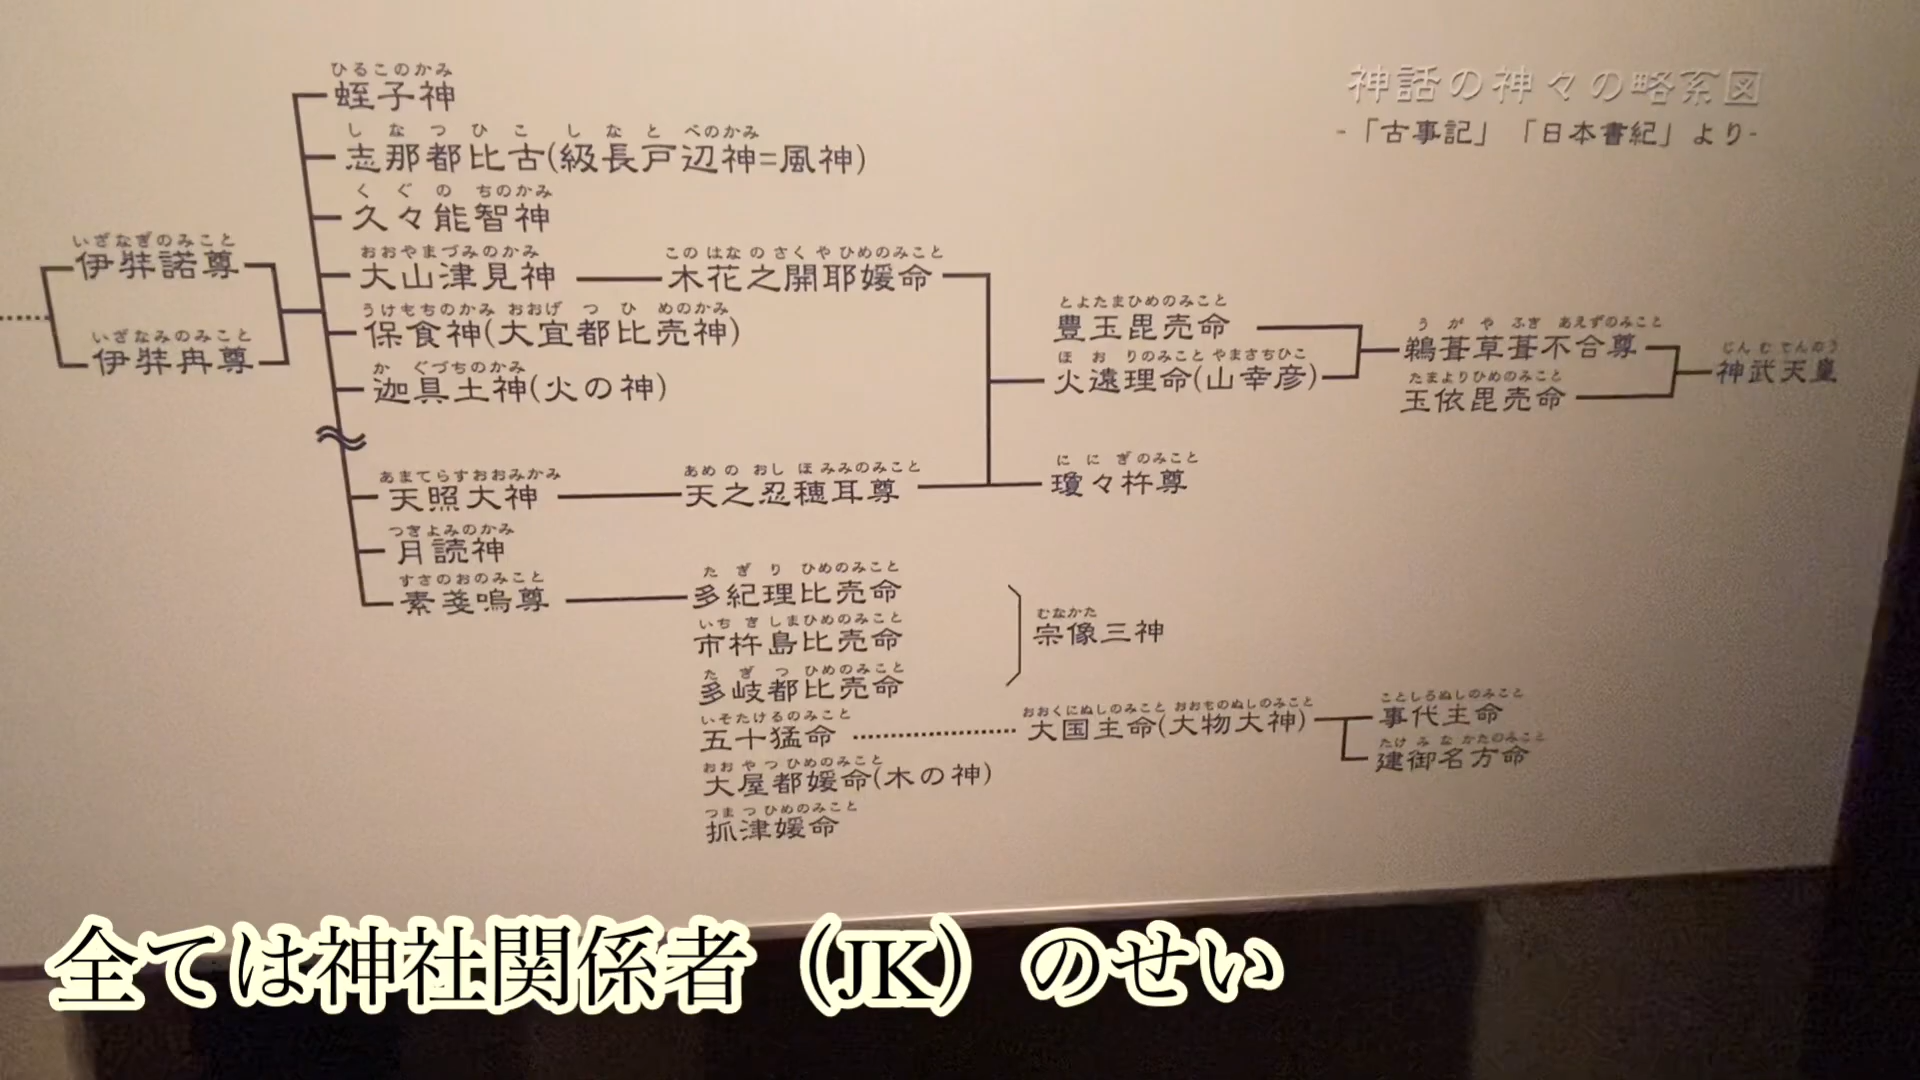 神話の神々の略系図
-「古事記」「日本書紀」より-
いざなぎのみこと
伊弉諾尊
いざなみのみこと
伊弉冉尊
ひるこのかみ
蛭子神
しなつひこ しなとべのかみ
志那都比古(級長戸辺神=風神)
くぐのちのかみ
久々能智神
おおやまづみのかみ
大山津見神
このはなのさくやひめのみこと
木花之開耶媛命
うけもちのかみ おおげつひめのかみ
保食神(大宜都比売神)
かぐづちのかみ
迦具土神(火の神)
とよたまひめのみこと
豊玉毘売命
ほおりのみこと やまさちひこ
火遠理命(山幸彦)
うがやふきあえずのみこと
鵜葺草葺不合尊
たまよりひめのみこと
玉依毘売命
じんむてんのう
神武天皇
あまてらすおおみかみ
天照大神
あめのおしほみみのみこと
天之忍穂耳尊
ににぎのみこと
瓊々杵尊
つきよみのかみ
月読神
すさのおのみこと
素戔嗚尊
たぎりひめのみこと
多紀理比売命
いちきしまひめのみこと
市杵島比売命
たぎつひめのみこと
多岐都比売命
むなかた
宗像三神
いそたけるのみこと
五十猛命
おおくにぬしのみこと おおものぬしのみこと
大国主命(大物大神)
ことしろぬしのみこと
事代主命
たけみなかたのみこと
建御名方命
おおやつひめのみこと
大屋都媛命(木の神)
つまつひめのみこと
抓津媛命
全ては神社関係者（JK）のせい